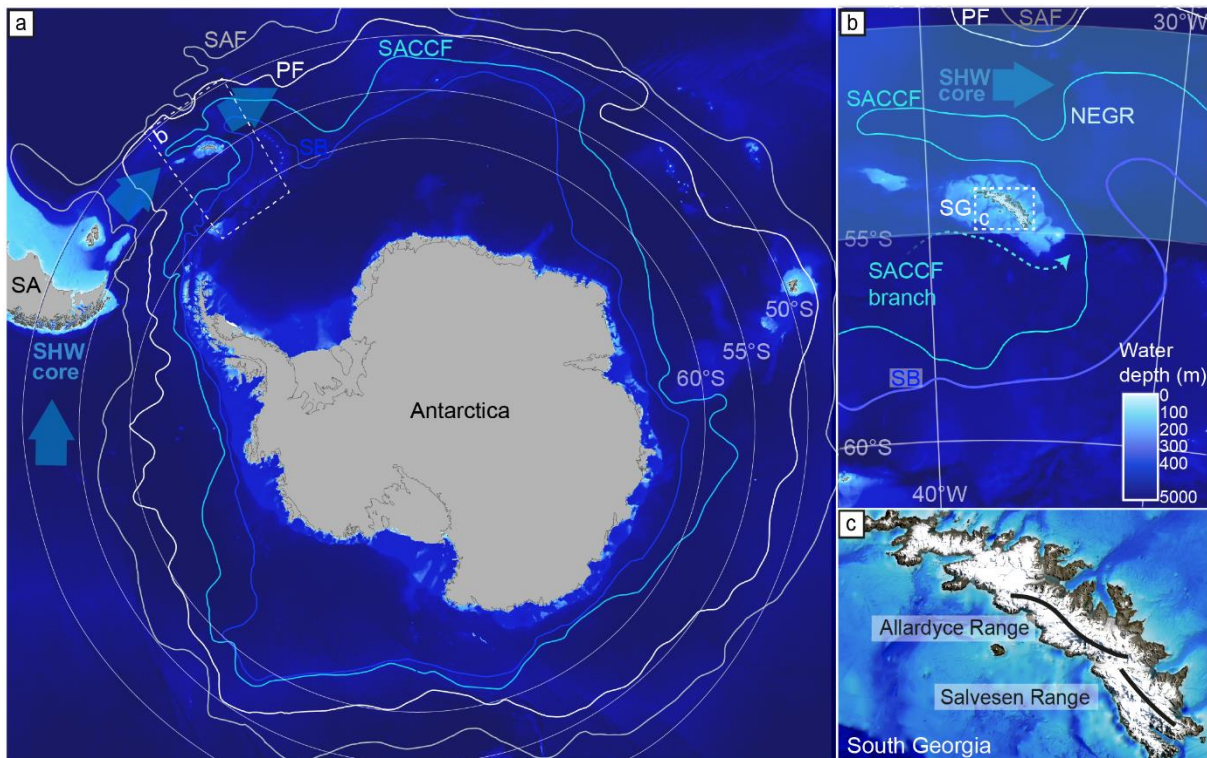 a
SAF
PF
SACCF
b
SB
SA
SHW
core
50°S
55°S
60°S
Antarctica
b
PF
SAF
30°W
SHW
core
SACCF
NEGR
SG
c
55°S
SACCF
branch
SB
60°S
40°W
Water
depth (m)
0
100
200
300
400
5000
c
Allardyce Range
Salvesen Range
South Georgia